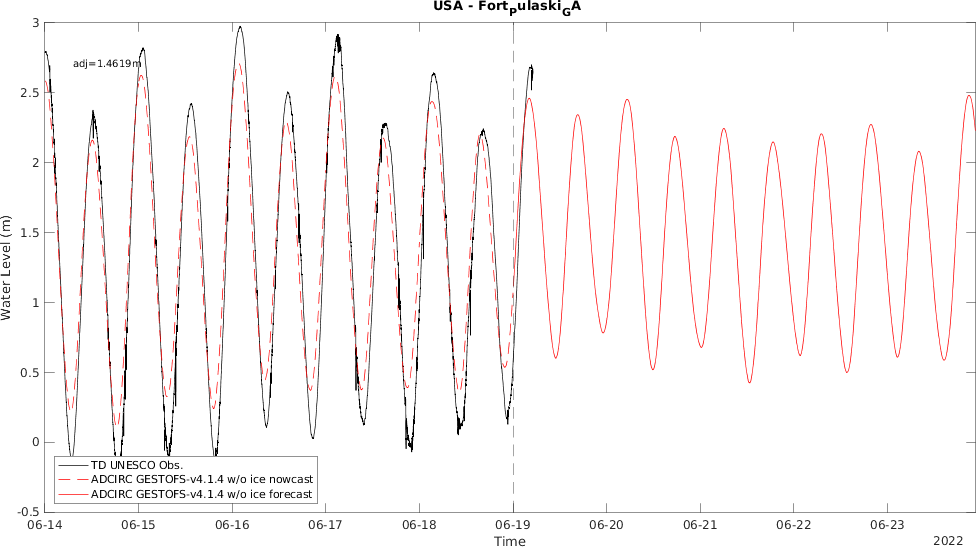 USA - FortPulaskiGA
adj=1.4619m
3
2.5
2
1.5
1
0.5
0
-0.5
Water Level (m)
TD UNESCO Obs.
ADCIRC GESTOFS-v4.1.4 w/o ice nowcast
ADCIRC GESTOFS-v4.1.4 w/o ice forecast
06-14 06-15 06-16 06-17 06-18 06-19 06-20 06-21 06-22 06-23
Time
2022